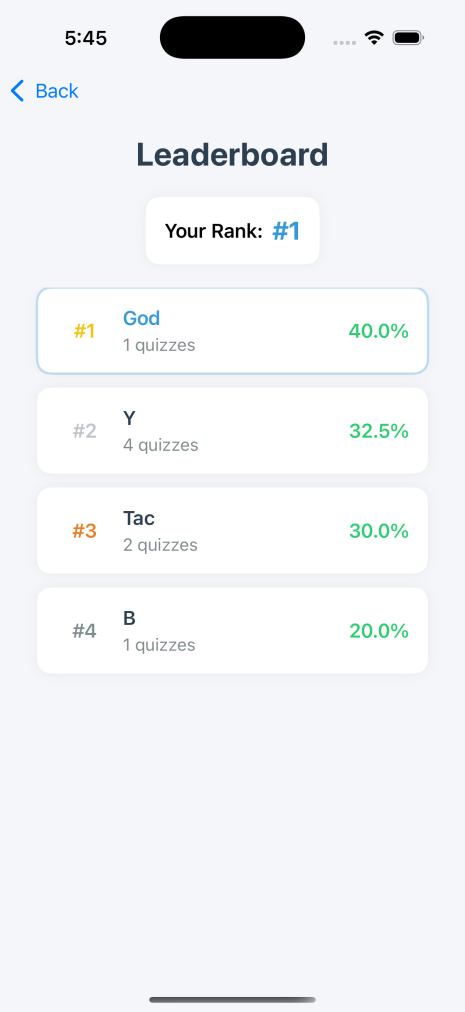 5:45
Back
Leaderboard
Your Rank: #1
#1
God
1 quizzes
40.0%
#2
Y
4 quizzes
32.5%
#3
Tac
2 quizzes
30.0%
#4
B
1 quizzes
20.0%